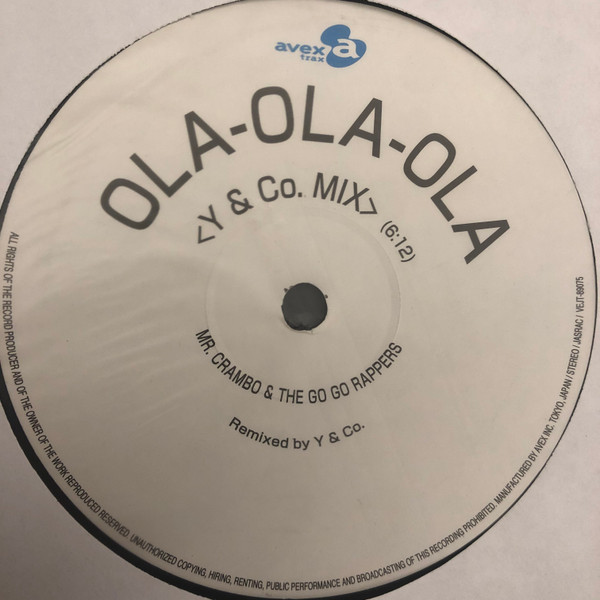 avex a
trax
OLA-OLA-OLA
<Y & Co. MIX> (6:12)
MR. CRAMBO & THE GO GO RAPPERS
Remixed by Y & Co.
ALL RIGHTS OF THE RECORD PRODUCER AND OF THE OWNER OF THE WORK REPRODUCED RESERVED. UNAUTHORIZED COPYING, HIRING, RENTING, PUBLIC PERFORMANCE AND BROADCASTING OF THIS RECORDING PROHIBITED. MANUFACTURED BY AVEX INC. TOKYO, JAPAN / STEREO / JASRAC / VEJT-89075